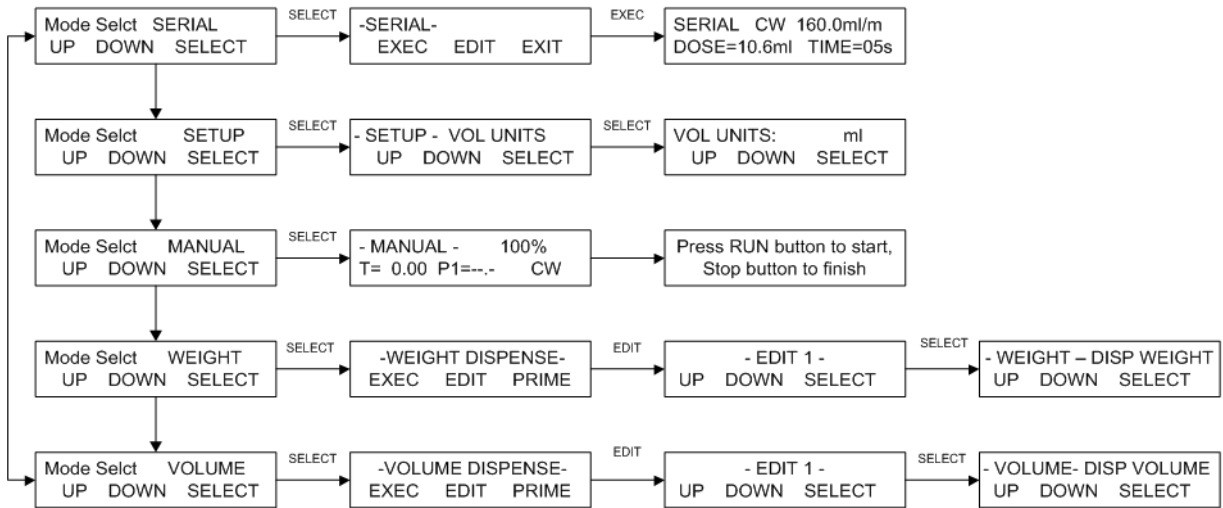 Mode Selct SERIAL
UP DOWN SELECT
SELECT
-SERIAL-
EXEC EDIT EXIT
EXEC
SERIAL CW 160.0ml/m
DOSE=10.6ml TIME=05s
Mode Selct SETUP
UP DOWN SELECT
SELECT
- SETUP - VOL UNITS
UP DOWN SELECT
SELECT
VOL UNITS: ml
UP DOWN SELECT
Mode Selct MANUAL
UP DOWN SELECT
SELECT
- MANUAL - 100%
T= 0.00 P1=--.- CW
Press RUN button to start,
Stop button to finish
Mode Selct WEIGHT
UP DOWN SELECT
SELECT
-WEIGHT DISPENSE-
EXEC EDIT PRIME
EDIT
- EDIT 1 -
UP DOWN SELECT
SELECT
- WEIGHT – DISP WEIGHT
UP DOWN SELECT
Mode Selct VOLUME
UP DOWN SELECT
SELECT
-VOLUME DISPENSE-
EXEC EDIT PRIME
EDIT
- EDIT 1 -
UP DOWN SELECT
SELECT
- VOLUME- DISP VOLUME
UP DOWN SELECT